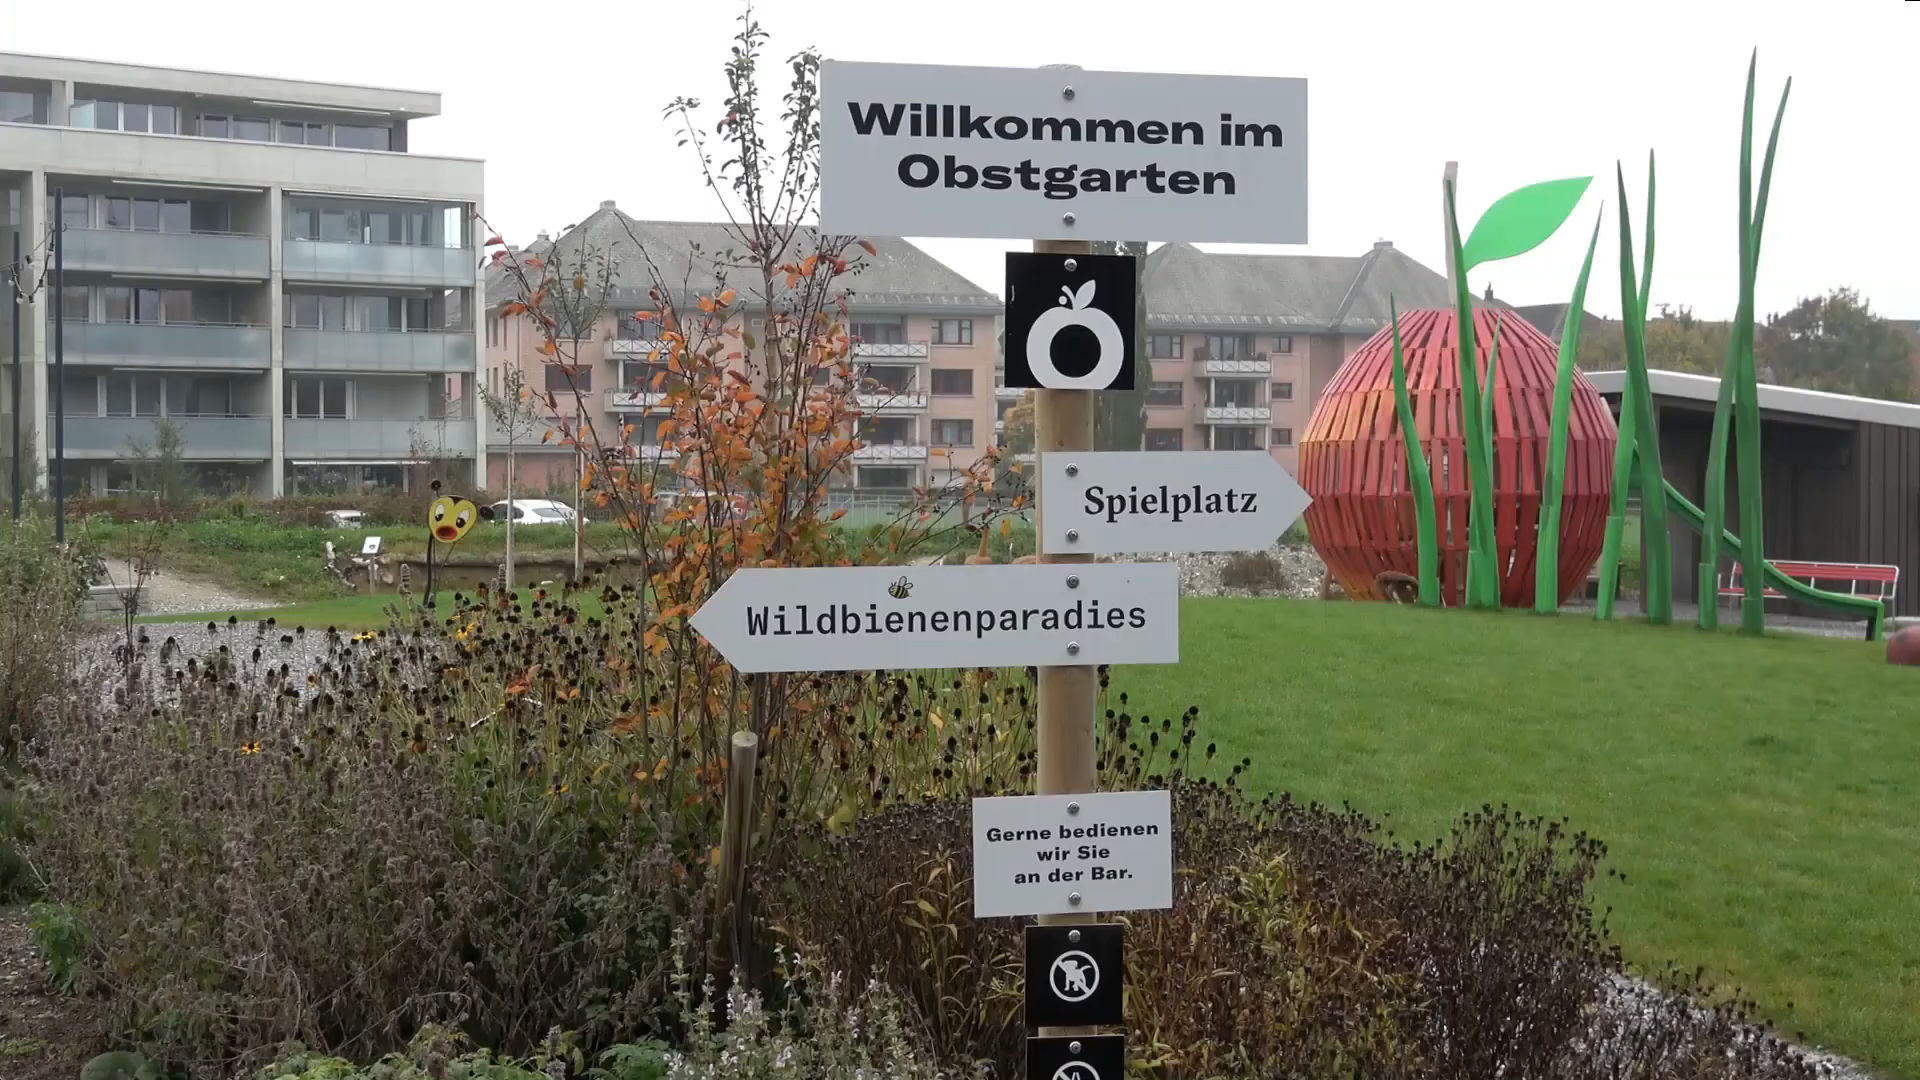 Willkommen im
Obstgarten
Spielplatz
Wildbienenparadies
Gerne bedienen
wir Sie
an der Bar.